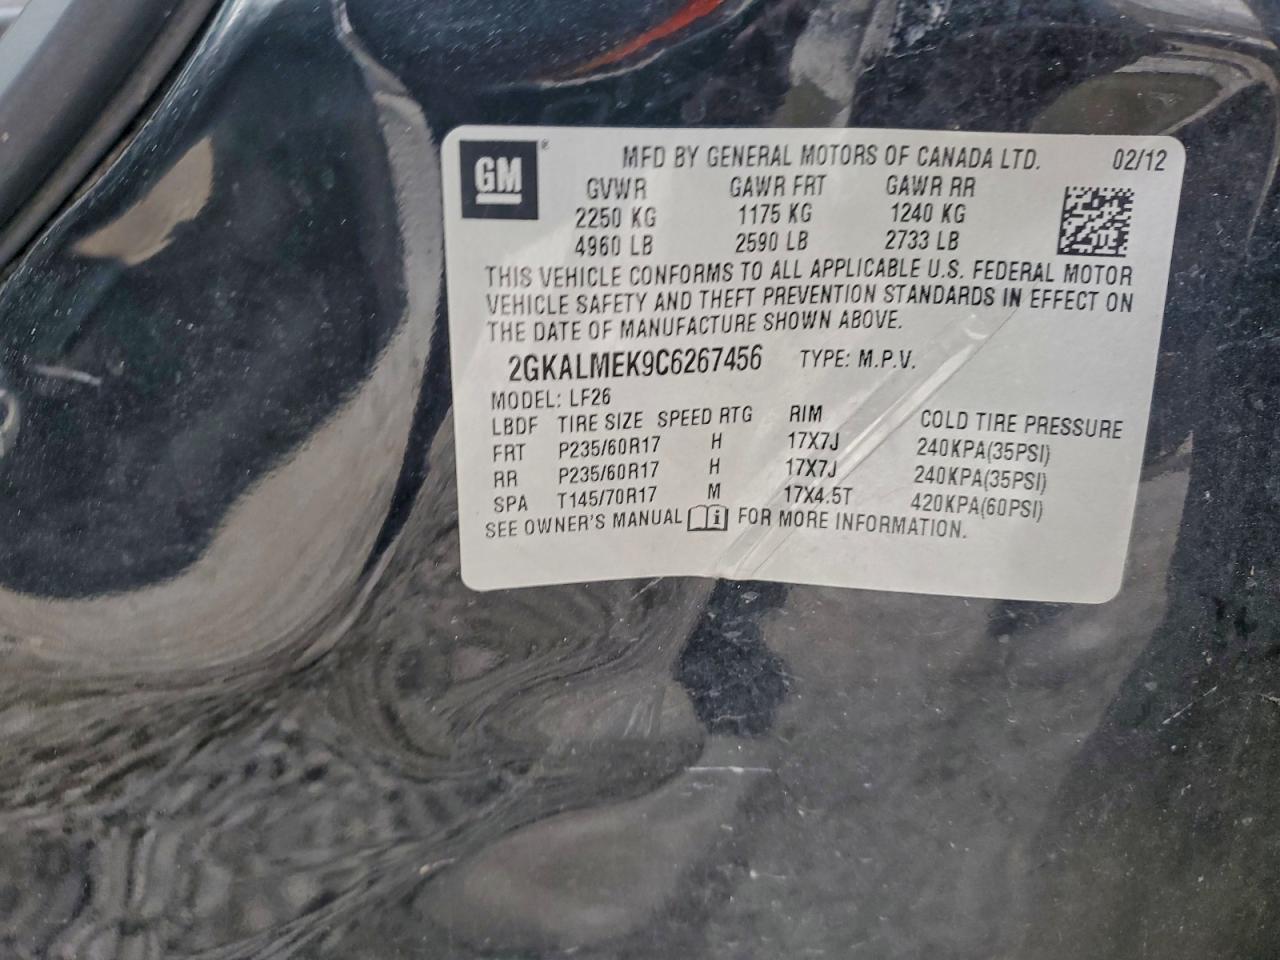 GM ® MFD BY GENERAL MOTORS OF CANADA LTD. 02/12
GVWR GAWR FRT GAWR RR
2250 KG 1175 KG 1240 KG
4960 LB 2590 LB 2733 LB
THIS VEHICLE CONFORMS TO ALL APPLICABLE U.S. FEDERAL MOTOR
VEHICLE SAFETY AND THEFT PREVENTION STANDARDS IN EFFECT ON
THE DATE OF MANUFACTURE SHOWN ABOVE.
2GKALMEK9C6267456 TYPE: M.P.V.
MODEL: LF26
LBDF TIRE SIZE SPEED RTG RIM COLD TIRE PRESSURE
FRT P235/60R17 H 17X7J 240KPA(35PSI)
RR P235/60R17 H 17X7J 240KPA(35PSI)
SPA T145/70R17 M 17X4.5T 420KPA(60PSI)
SEE OWNER'S MANUAL i FOR MORE INFORMATION.